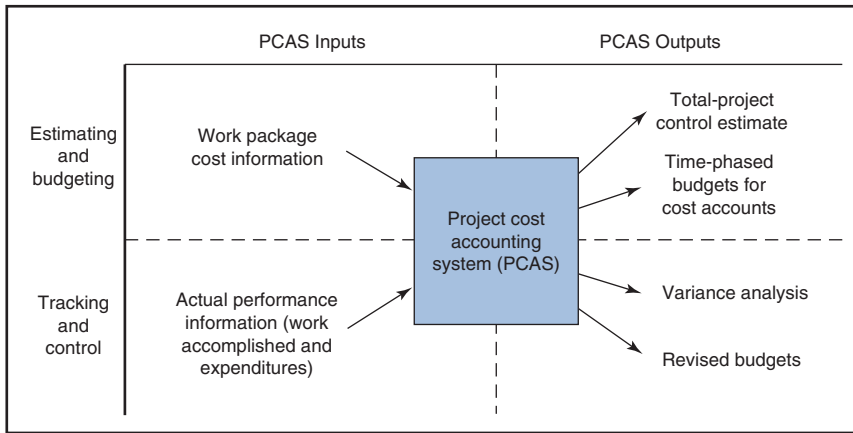 PCAS Inputs
PCAS Outputs
Estimating
and
budgeting
Work package
cost information
Project cost
accounting
system (PCAS)
Total-project
control estimate
Time-phased
budgets for
cost accounts
Tracking
and
control
Actual performance
information (work
accomplished and
expenditures)
Variance analysis
Revised budgets